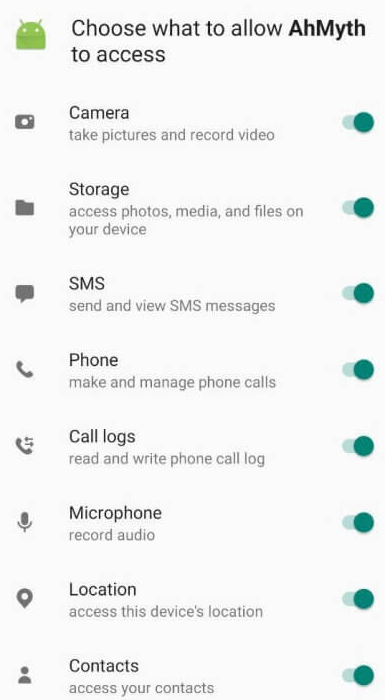 Choose what to allow AhMyth
to access
Camera
take pictures and record video
Storage
access photos, media, and files on
your device
SMS
send and view SMS messages
Phone
make and manage phone calls
Call logs
read and write phone call log
Microphone
record audio
Location
access this device's location
Contacts
access your contacts